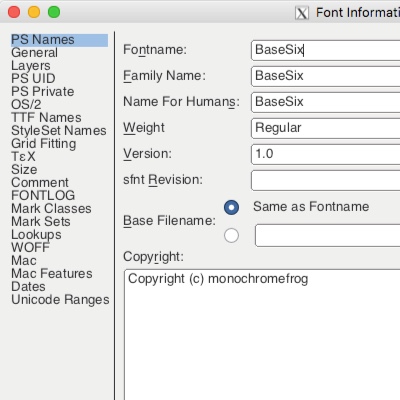 Font Informati
PS Names
General
Layers
PS UID
PS Private
OS/2
TTF Names
StyleSet Names
Grid Fitting
ΤεΧ
Size
Comment
FONTLOG
Mark Classes
Mark Sets
Lookups
WOFF
Mac
Mac Features
Dates
Unicode Ranges
Fontname: BaseSix
Family Name: BaseSix
Name For Humans: BaseSix
Weight Regular
Version: 1.0
sfnt Revision:
Same as Fontname
Base Filename:
Copyright:
Copyright (c) monochromefrog